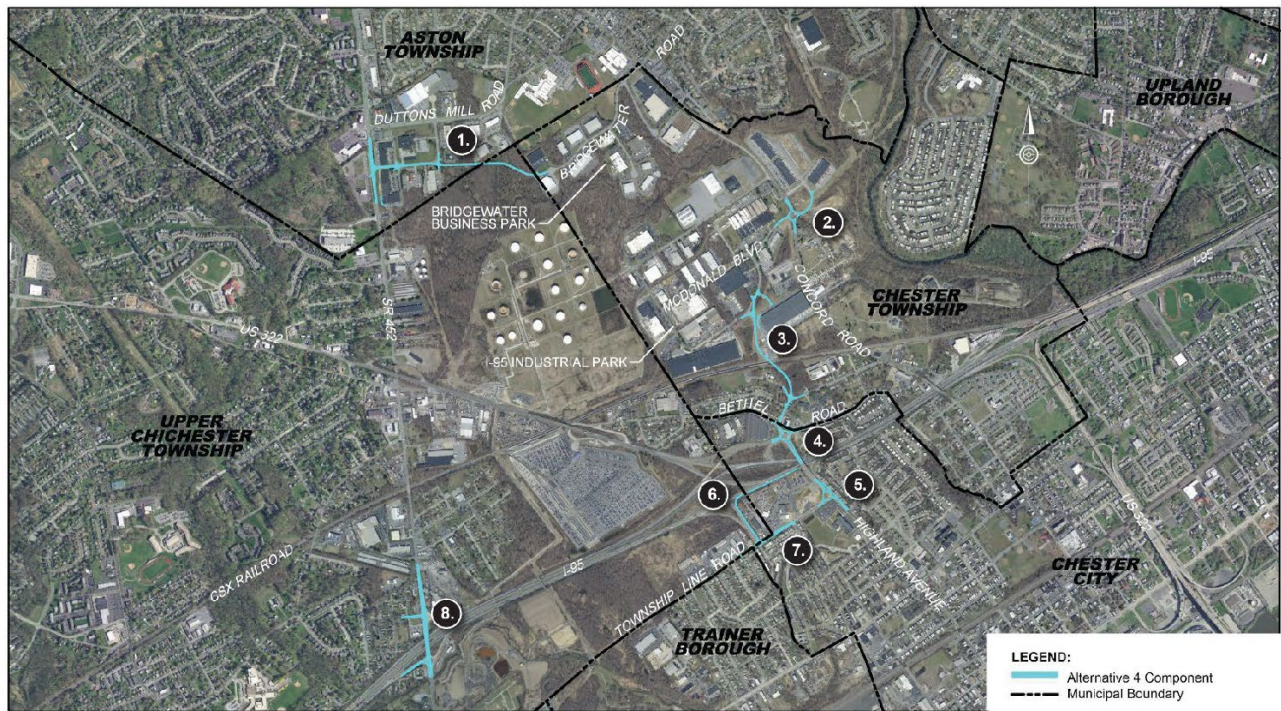 ASTON
TOWNSHIP
DUTTONS MILL ROAD
ROAD
UPLAND
BOROUGH
1.
BRIDGEWATER
BRIDGEWATER
BUSINESS PARK
2.
I-95
SR 452
MCDONALD BLVD.
CONCORD ROAD
CHESTER
TOWNSHIP
US 322
3.
I-95 INDUSTRIAL PARK
UPPER
CHICHESTER
TOWNSHIP
BETHEL ROAD
4.
5.
6.
HIGHLAND AVENUE
7.
CSX RAILROAD
I-95
TOWNSHIP LINE ROAD
CHESTER
CITY
8.
TRAINER
BOROUGH
LEGEND:
Alternative 4 Component
Municipal Boundary